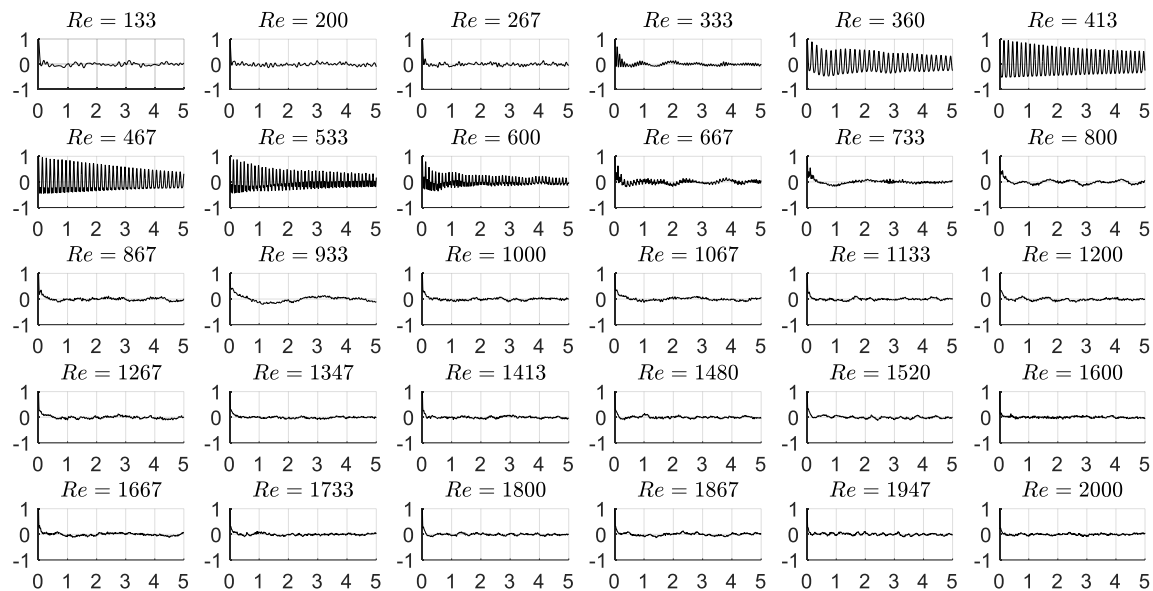 Re = 133 Re = 200 Re = 267 Re = 333 Re = 360 Re = 413
1 1 1 1 1 1
0 0 0 0 0 0
-1 -1 -1 -1 -1 -1
0 1 2 3 4 5 0 1 2 3 4 5 0 1 2 3 4 5 0 1 2 3 4 5 0 1 2 3 4 5 0 1 2 3 4 5
Re = 467 Re = 533 Re = 600 Re = 667 Re = 733 Re = 800
1 1 1 1 1 1
0 0 0 0 0 0
-1 -1 -1 -1 -1 -1
0 1 2 3 4 5 0 1 2 3 4 5 0 1 2 3 4 5 0 1 2 3 4 5 0 1 2 3 4 5 0 1 2 3 4 5
Re = 867 Re = 933 Re = 1000 Re = 1067 Re = 1133 Re = 1200
1 1 1 1 1 1
0 0 0 0 0 0
-1 -1 -1 -1 -1 -1
0 1 2 3 4 5 0 1 2 3 4 5 0 1 2 3 4 5 0 1 2 3 4 5 0 1 2 3 4 5 0 1 2 3 4 5
Re = 1267 Re = 1347 Re = 1413 Re = 1480 Re = 1520 Re = 1600
1 1 1 1 1 1
0 0 0 0 0 0
-1 -1 -1 -1 -1 -1
0 1 2 3 4 5 0 1 2 3 4 5 0 1 2 3 4 5 0 1 2 3 4 5 0 1 2 3 4 5 0 1 2 3 4 5
Re = 1667 Re = 1733 Re = 1800 Re = 1867 Re = 1947 Re = 2000
1 1 1 1 1 1
0 0 0 0 0 0
-1 -1 -1 -1 -1 -1
0 1 2 3 4 5 0 1 2 3 4 5 0 1 2 3 4 5 0 1 2 3 4 5 0 1 2 3 4 5 0 1 2 3 4 5